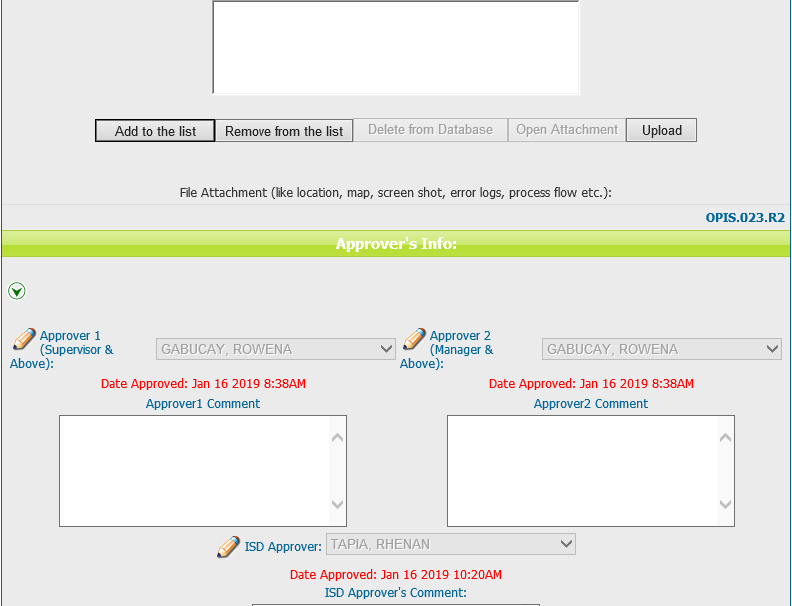 Add to the list Remove from the list Delete from Database Open Attachment Upload
File Attachment (like location, map, screen shot, error logs, process flow etc.):
OPIS.023.R2
Approver's Info:
Approver 1
(Supervisor &
Above):
GABUCAY, ROWENA
Approver 2
(Manager &
Above):
GABUCAY, ROWENA
Date Approved: Jan 16 2019 8:38AM
Date Approved: Jan 16 2019 8:38AM
Approver1 Comment
Approver2 Comment
ISD Approver: TAPIA, RHENAN
Date Approved: Jan 16 2019 10:20AM
ISD Approver's Comment: